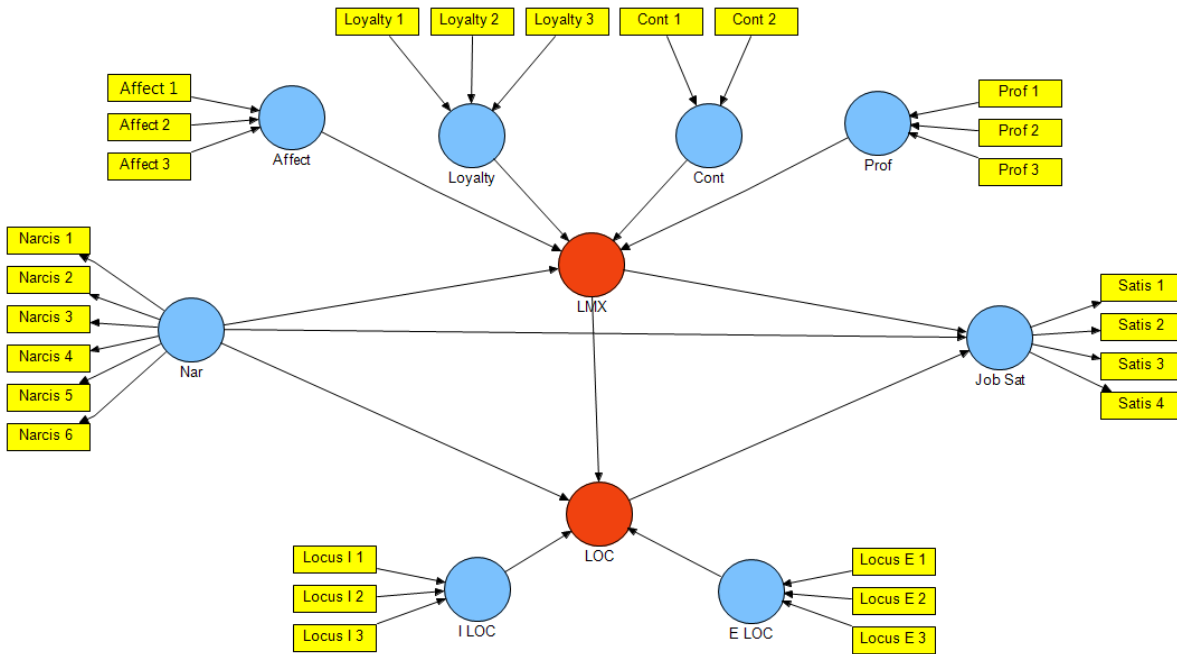 Loyalty 1
Loyalty 2
Loyalty 3
Cont 1
Cont 2
Affect 1
Affect 2
Affect 3
Affect
Loyalty
Cont
Prof
Prof 1
Prof 2
Prof 3
Narcis 1
Narcis 2
Narcis 3
Narcis 4
Narcis 5
Narcis 6
Nar
LMX
Job Sat
Satis 1
Satis 2
Satis 3
Satis 4
LOC
Locus I 1
Locus I 2
Locus I 3
I LOC
E LOC
Locus E 1
Locus E 2
Locus E 3